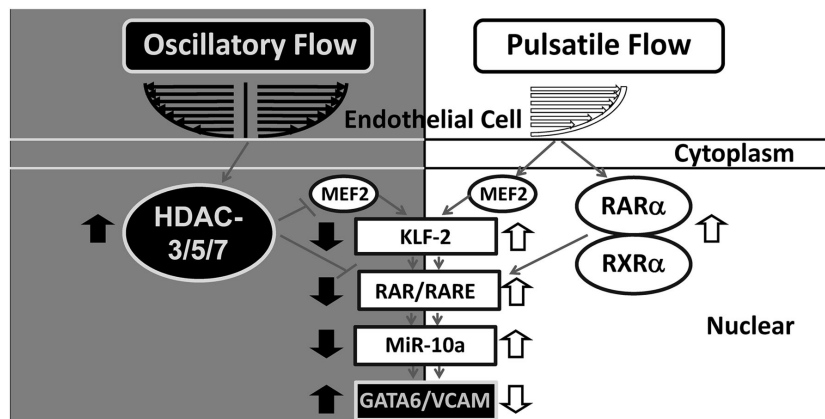 Oscillatory Flow
Pulsatile Flow
Endothelial Cell
Cytoplasm
HDAC-
3/5/7
MEF2
MEF2
RARα
RXRα
KLF-2
RAR/RARE
MiR-10a
GATA6/VCAM
Nuclear